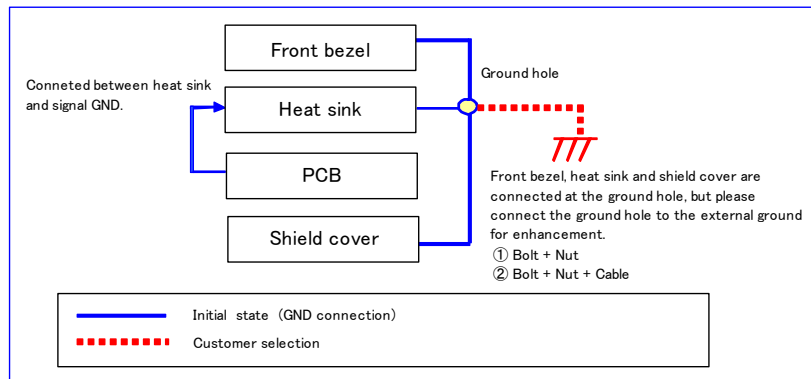 Front bezel
Ground hole
Conneted between heat sink
and signal GND.
Heat sink
PCB
Front bezel, heat sink and shield cover are
connected at the ground hole, but please
connect the ground hole to the external ground
for enhancement.
① Bolt + Nut
② Bolt + Nut + Cable
Shield cover
Initial state (GND connection)
Customer selection